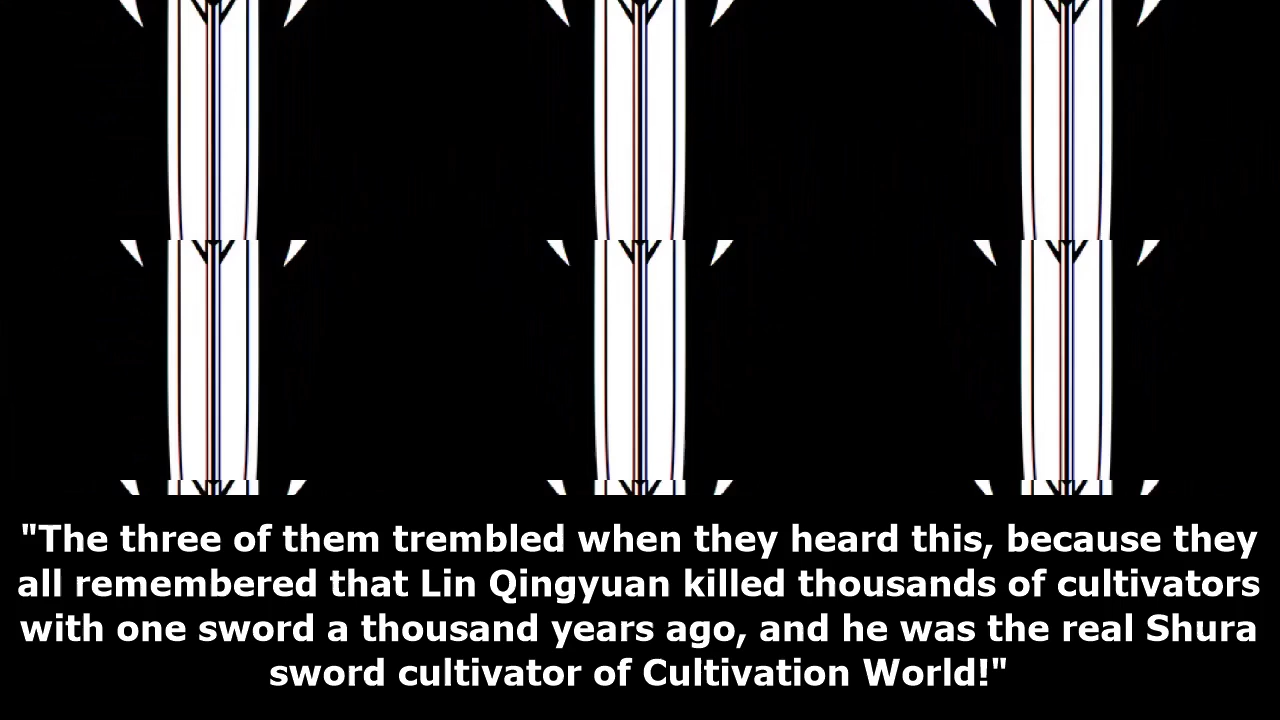 "The three of them trembled when they heard this, because they
all remembered that Lin Qingyuan killed thousands of cultivators
with one sword a thousand years ago, and he was the real Shura
sword cultivator of Cultivation World!"